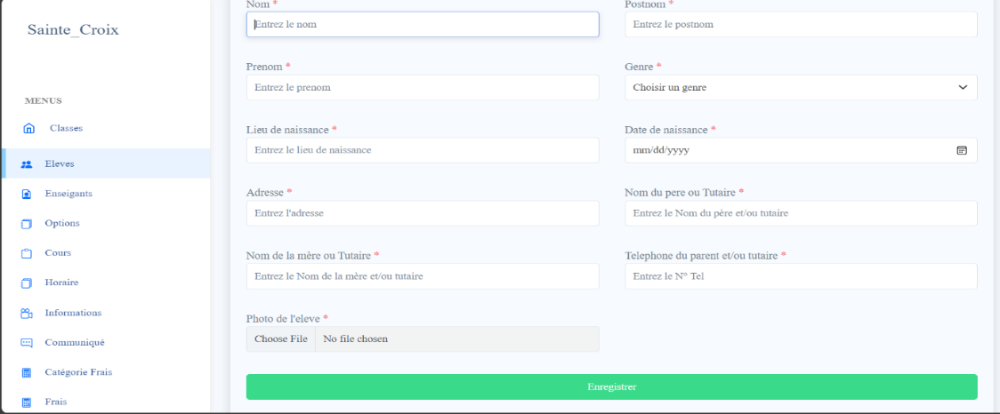 Sainte_Croix
MENUS
Classes
Eleves
Enseigants
Options
Cours
Horaire
Informations
Communiqué
Catégorie Frais
Frais
Nom *
Entrez le nom
Postnom *
Entrez le postnom
Prenom *
Entrez le prenom
Genre *
Choisir un genre
Lieu de naissance *
Entrez le lieu de naissance
Date de naissance *
mm/dd/yyyy
Adresse *
Entrez l'adresse
Nom du pere ou Tutaire *
Entrez le Nom du père et/ou tutaire
Nom de la mère ou Tutaire *
Entrez le Nom de la mère et/ou tutaire
Telephone du parent et/ou tutaire *
Entrez le N° Tel
Photo de l'eleve *
Choose File No file chosen
Enregistrer